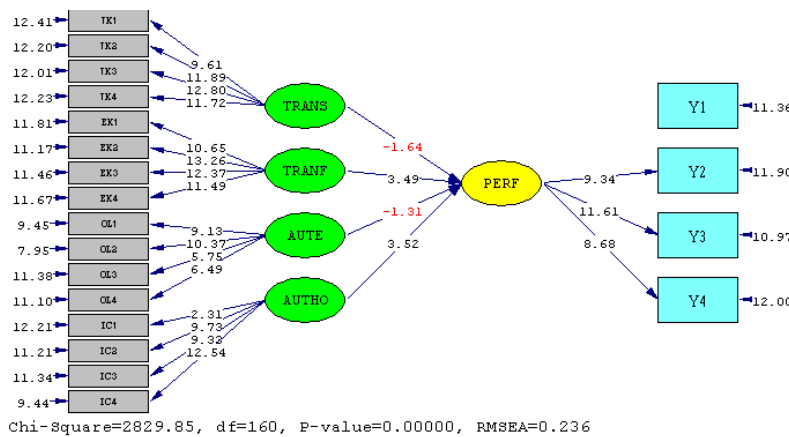 12.41 TK1
12.20 TK2
12.01 TK3
12.23 TK4
11.81 EK1
11.17 EK2
11.46 EK3
11.67 EK4
9.45 OL1
7.95 OL2
11.38 OL3
11.10 OL4
12.21 IC1
11.21 IC2
11.34 IC3
9.44 IC4
9.61
11.89
12.80
11.72
10.65
13.26
12.37
11.49
9.13
10.37
5.75
6.49
2.31
9.73
9.33
12.54
TRANS
TRANF
AUTE
AUTHO
-1.64
3.49
-1.31
3.52
PERF
9.34
11.61
8.68
Y1 11.36
Y2 11.90
Y3 10.97
Y4 12.00
Chi-Square=2829.85, df=160, P-value=0.00000, RMSEA=0.236